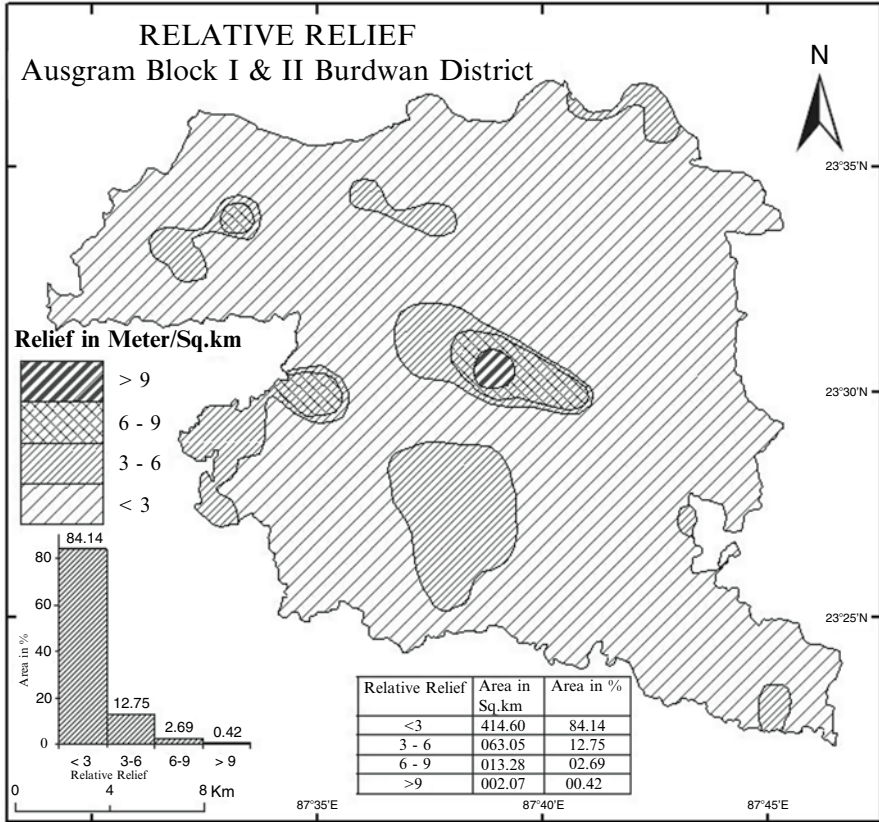 RELATIVE RELIEF
Ausgram Block I & II Burdwan District
N
23°35'N
Relief in Meter/Sq.km
> 9
6 - 9
3 - 6
< 3
23°30'N
23°25'N
84.14
80
60
40
20
0
Area in %
12.75
2.69
0.42
< 3 3-6 6-9 > 9
Relative Relief
0 4 8 Km
Relative Relief Area in Sq.km Area in %
<3 414.60 84.14
3 - 6 063.05 12.75
6 - 9 013.28 02.69
>9 002.07 00.42
87°35'E 87°40'E 87°45'E